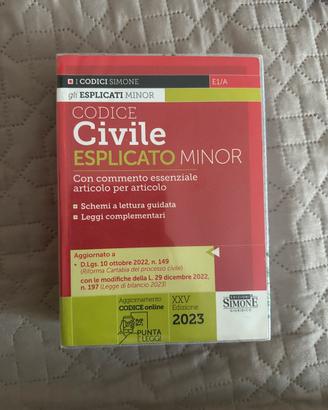 I CODICI SIMONE E1/A
gli ESPLICATI MINOR
CODICE
Civile
ESPLICATO MINOR
Con commento essenziale
articolo per articolo
Schemi a lettura guidata
Leggi complementari
Aggiornato a
• D.Lgs. 10 ottobre 2022, n. 149
(Riforma Cartabia del processo civile)
con le modifiche della L. 29 dicembre 2022,
n. 197 (Legge di bilancio 2023)
Aggiornamento
CODICE online
PUNTA
LEGGI
XXV
Edizione
2023
EDIZIONI
SIMONE
GIURIDICO